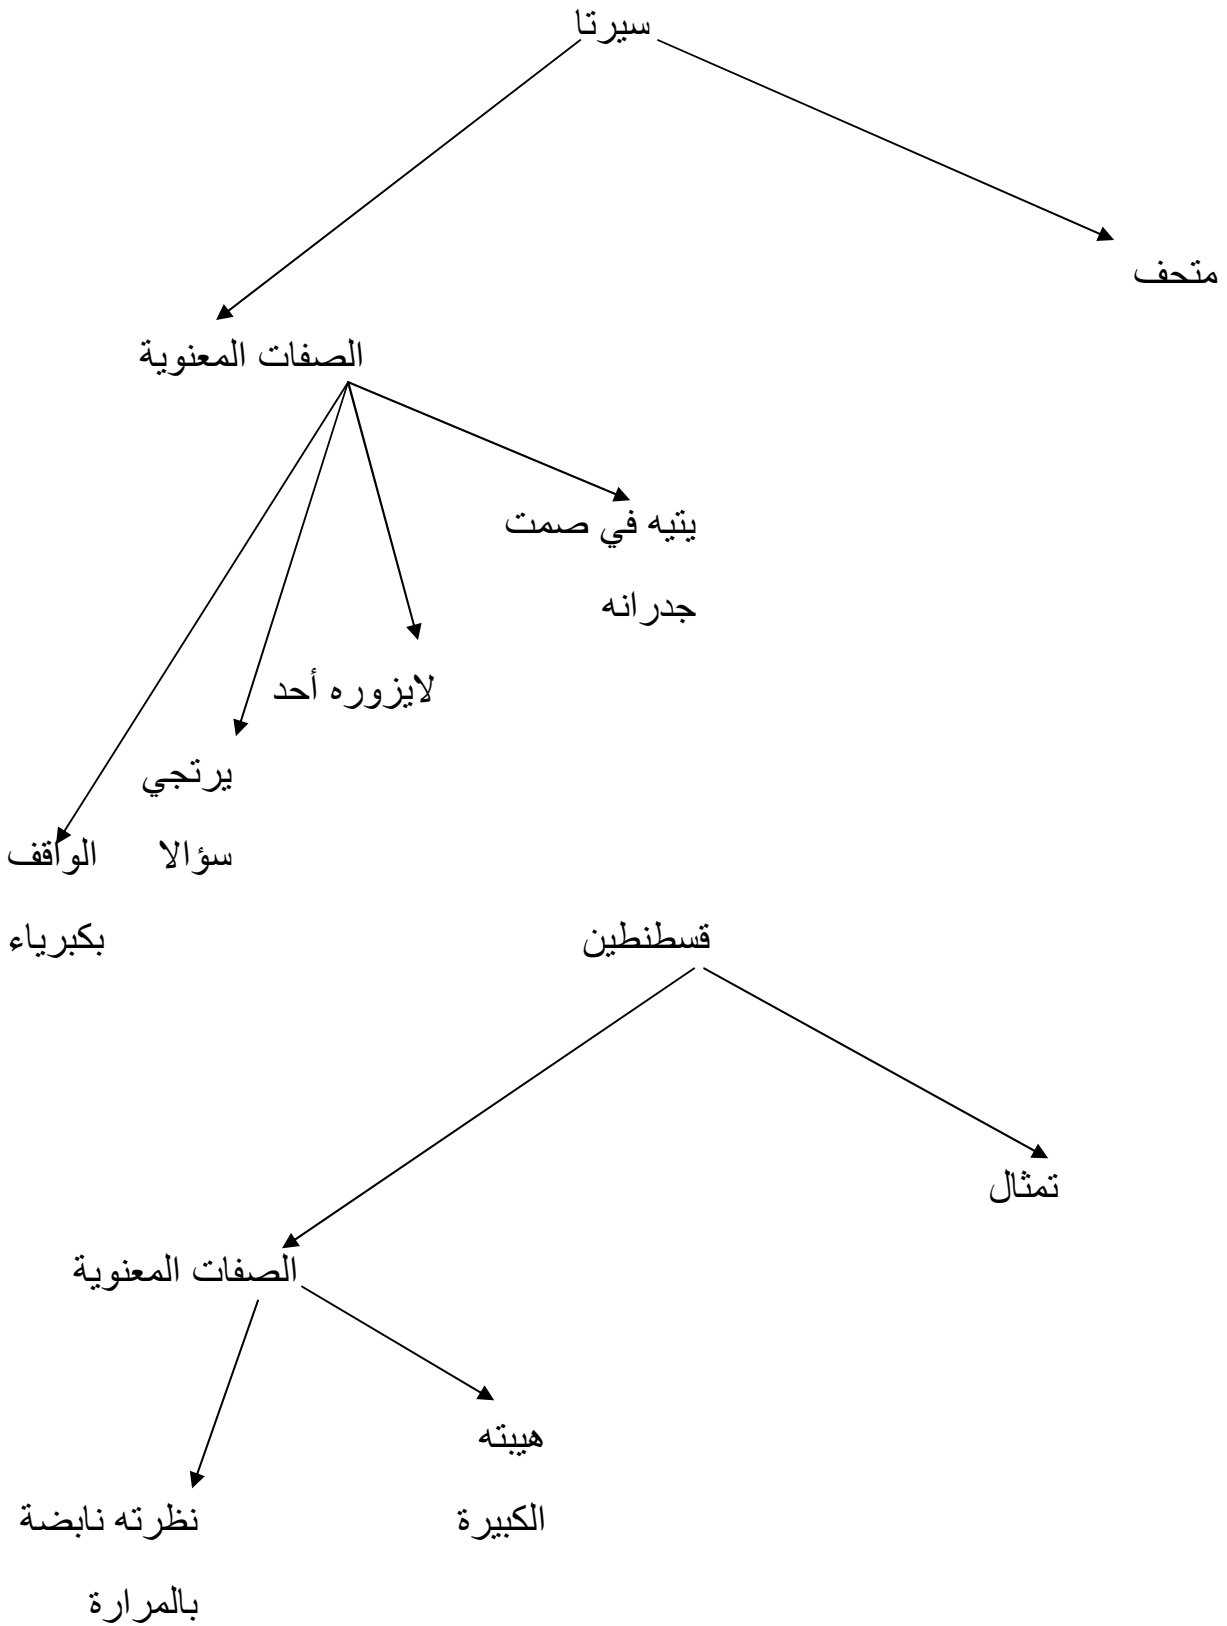 سيرتا
متحف
الصفات المعنوية
يتيه في صمت
جدرانه
لايزوره أحد
يرتجي
سؤالا
الواقف
بكبرياء
قسطنطين
تمثال
الصفات المعنوية
هيبته
الكبيرة
نظرته نابضة
بالمرارة